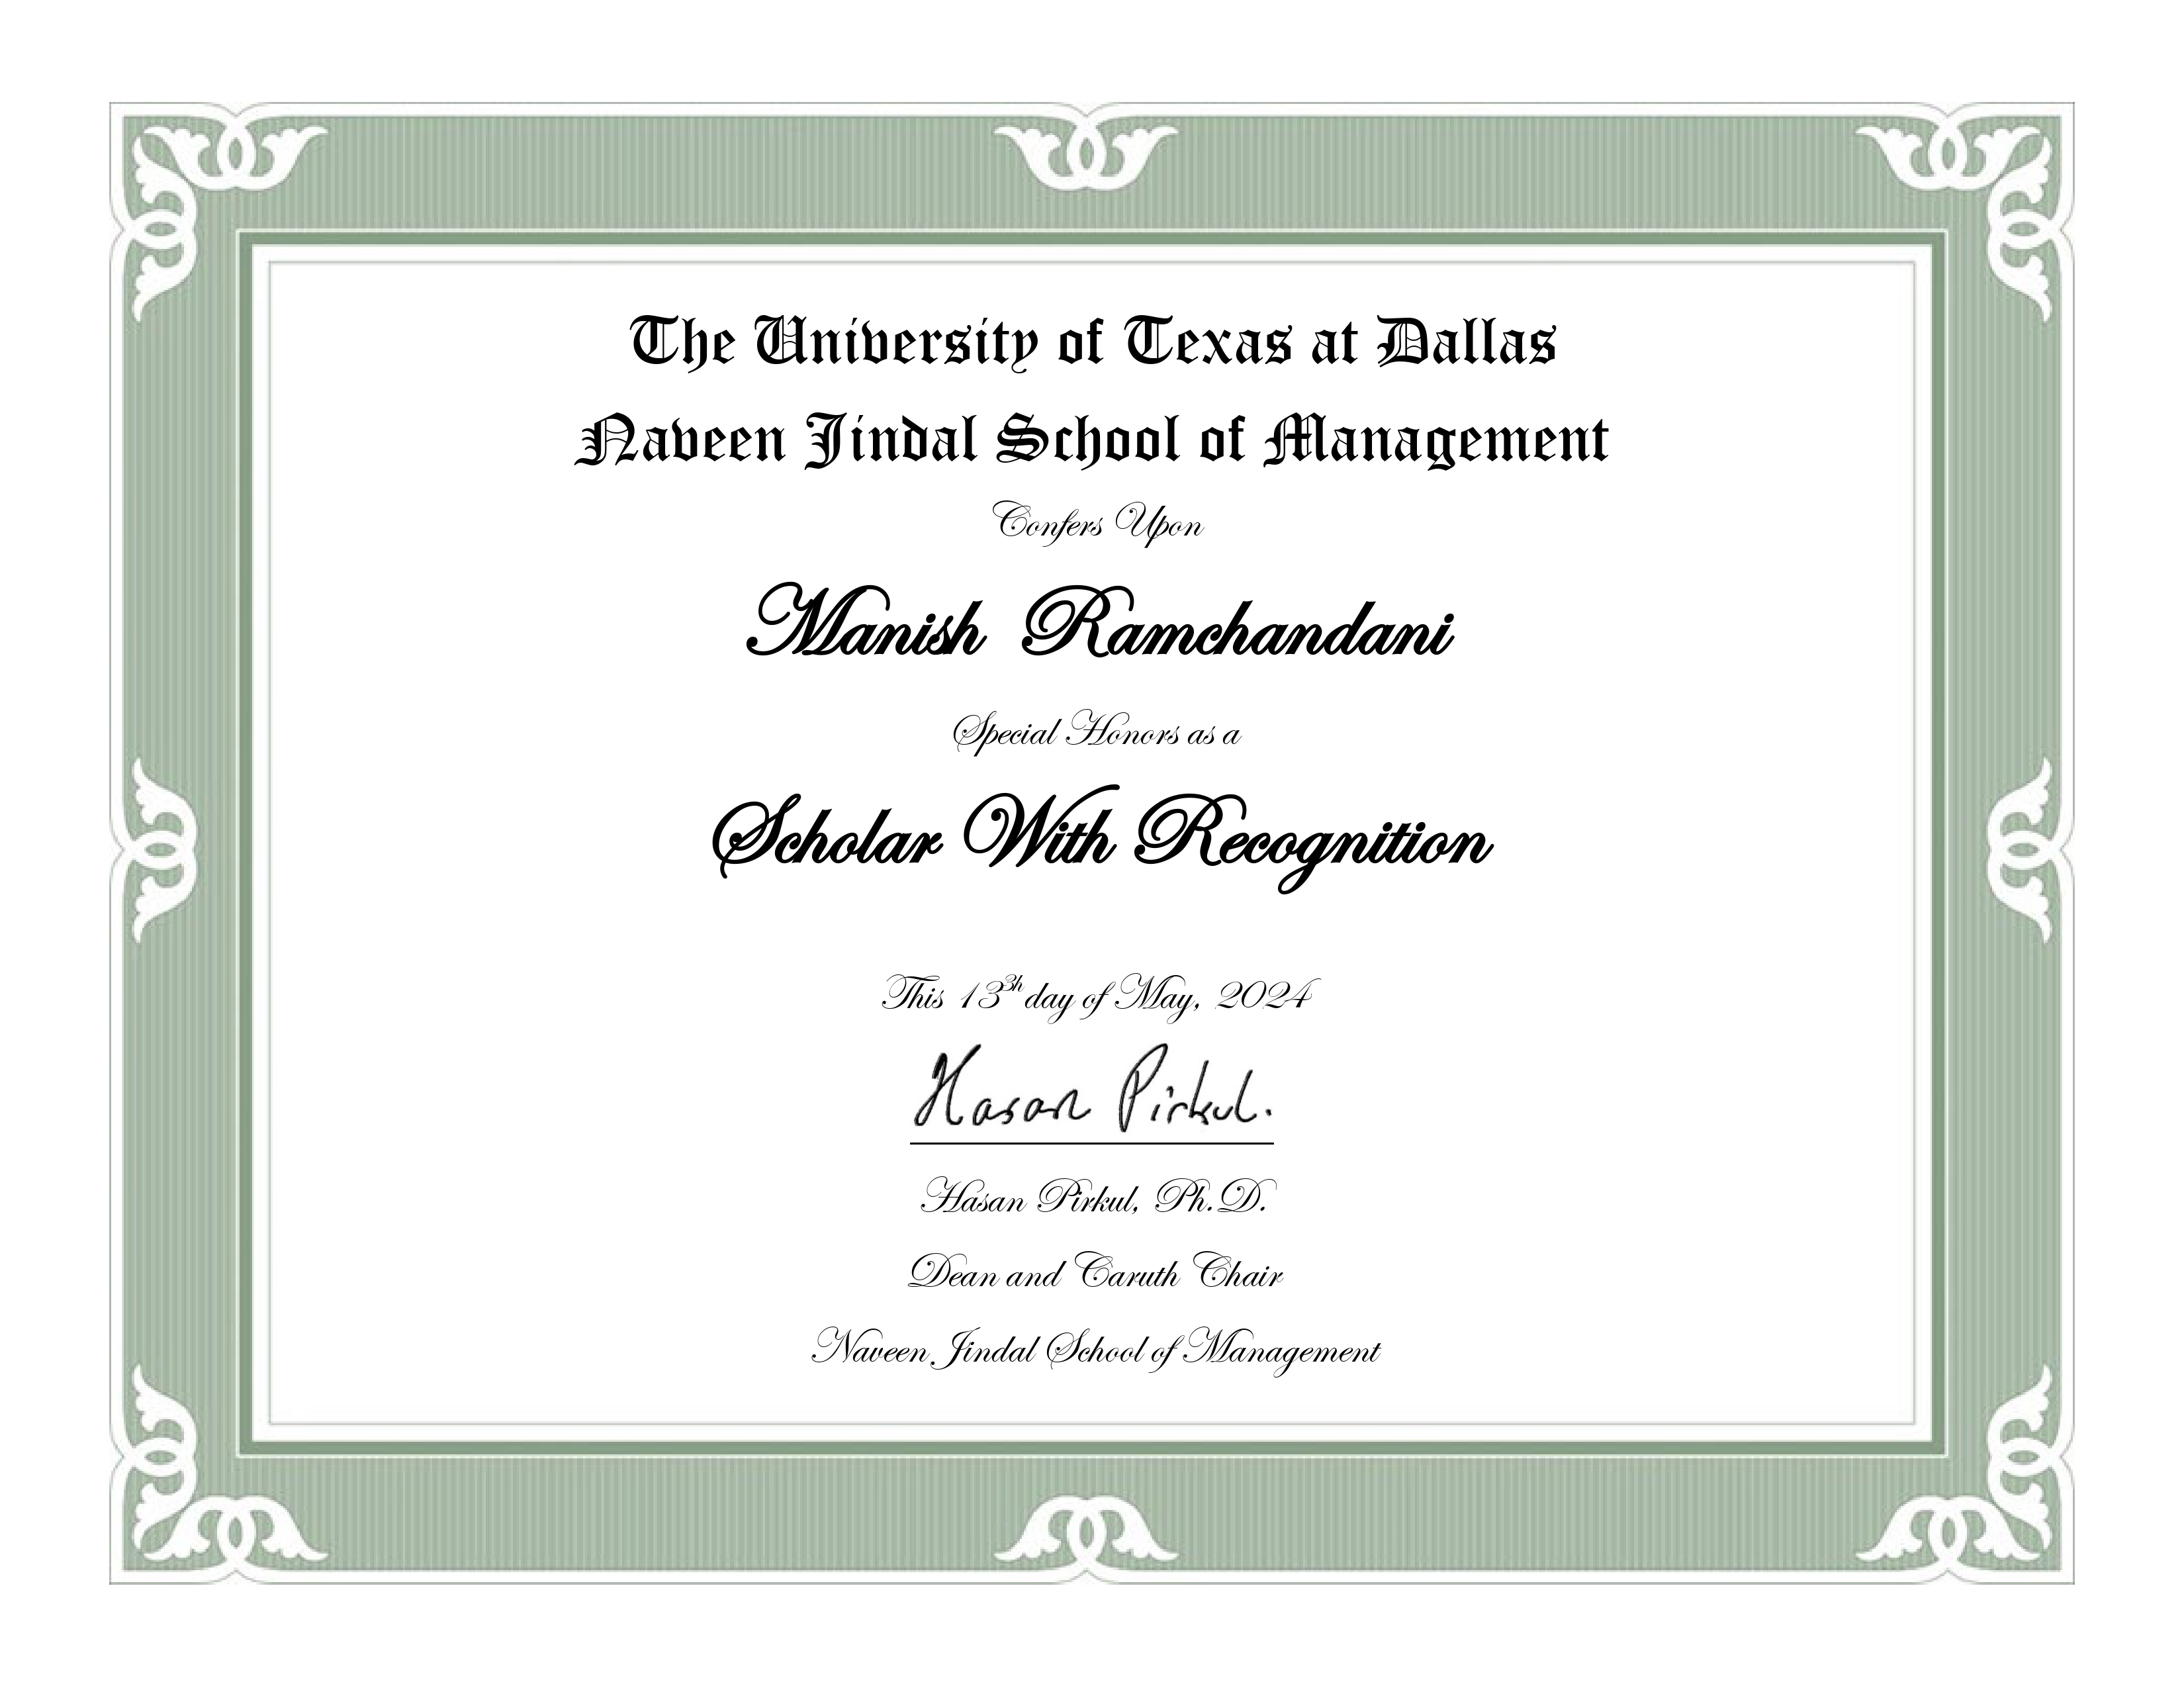 The University of Texas at Dallas
Naveen Jindal School of Management
Confers Upon
Manish Ramchandani
Special Honors as a
Scholar With Recognition
This 133h day of May, 2024
Hasan Pirkul.
Hasan Pirkul, Ph.D.
Dean and Caruth Chair
Naveen Jindal School of Management